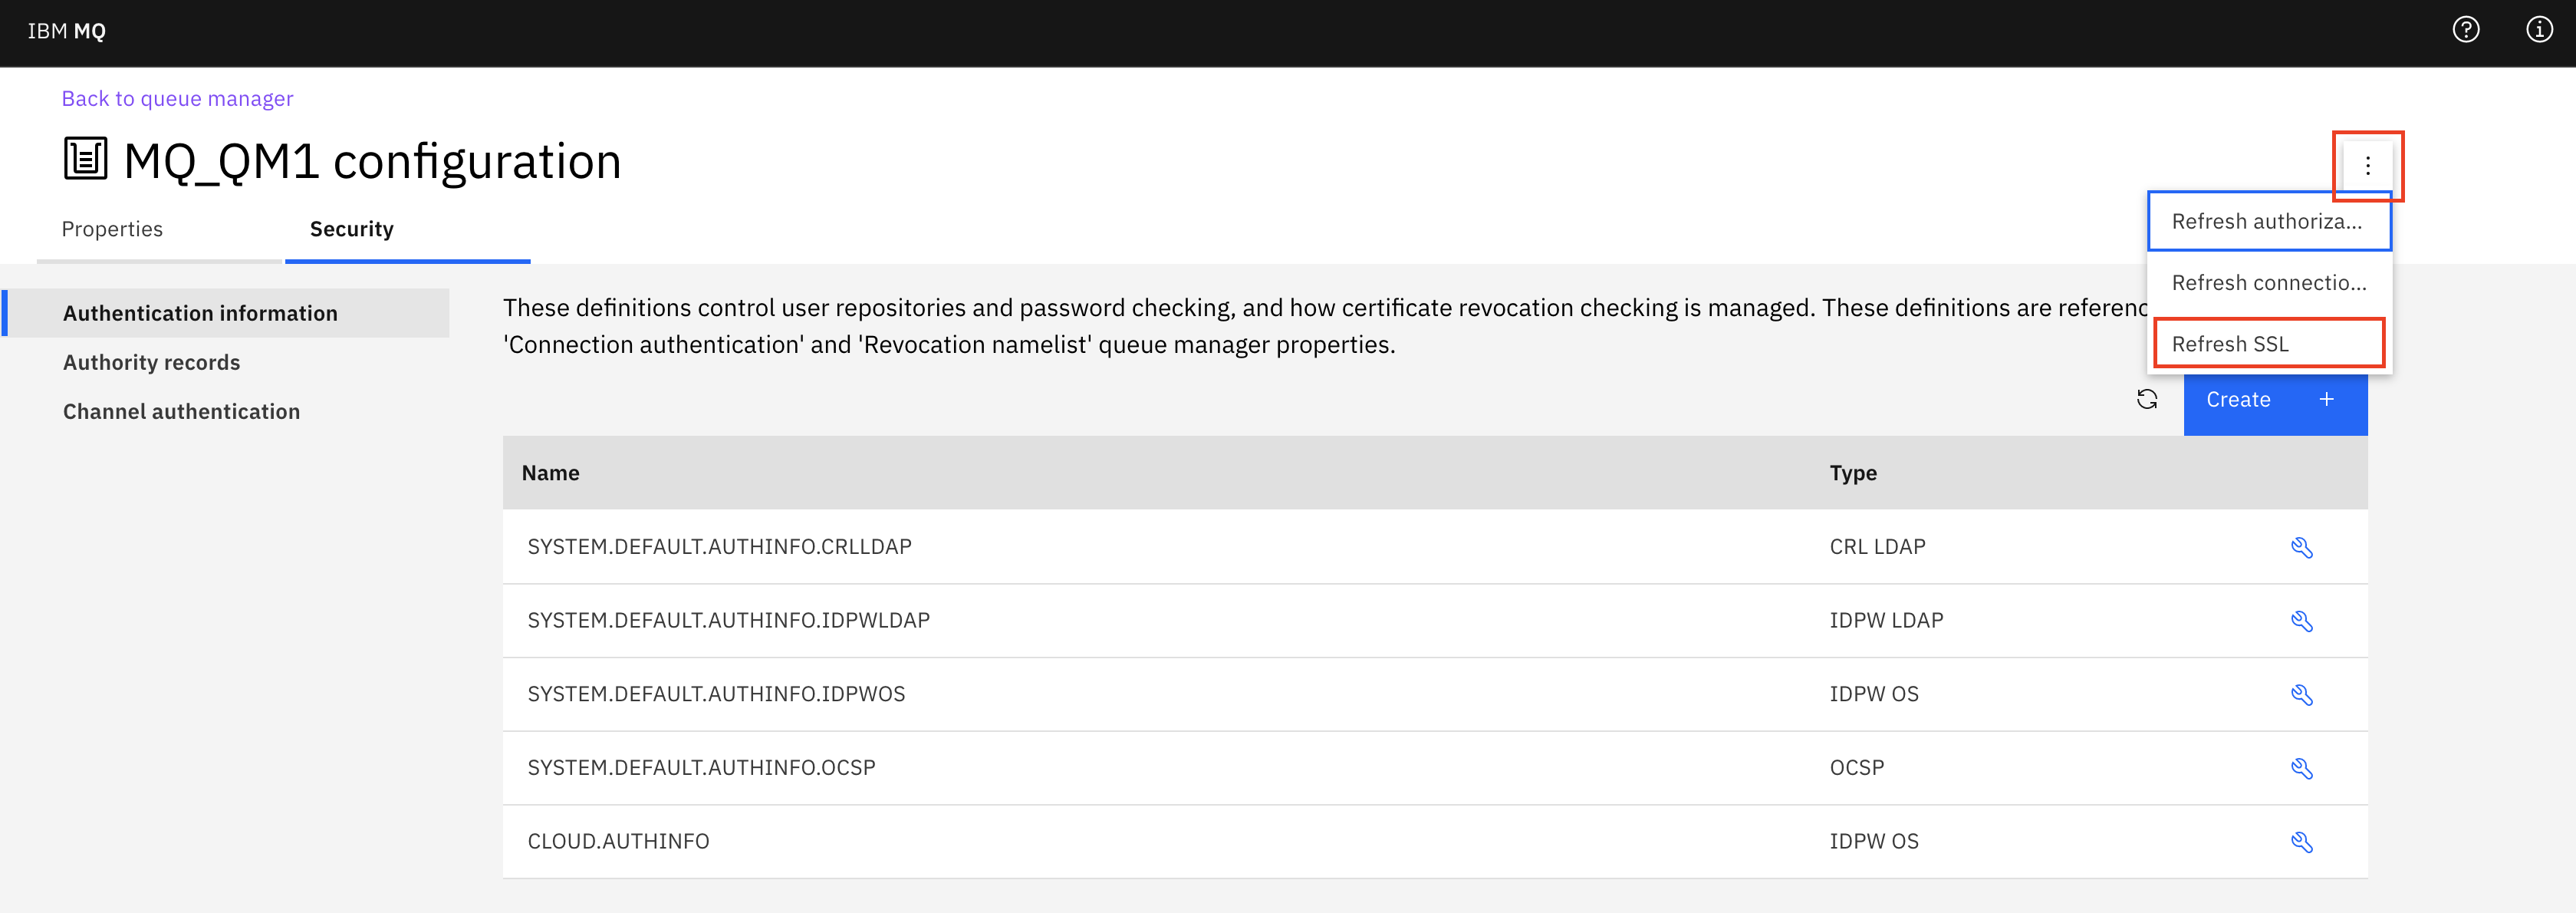 IBM MQ
Back to queue manager
MQ_QM1 configuration
Properties
Security
Refresh authoriza...
Refresh connectio...
Refresh SSL
Authentication information
Authority records
Channel authentication
These definitions control user repositories and password checking, and how certificate revocation checking is managed. These definitions are referenc
'Connection authentication' and 'Revocation namelist' queue manager properties.
Create +
Name Type
SYSTEM.DEFAULT.AUTHINFO.CRLLDAP CRL LDAP
SYSTEM.DEFAULT.AUTHINFO.IDPWLDAP IDPW LDAP
SYSTEM.DEFAULT.AUTHINFO.IDPWOS IDPW OS
SYSTEM.DEFAULT.AUTHINFO.OCSP OCSP
CLOUD.AUTHINFO IDPW OS